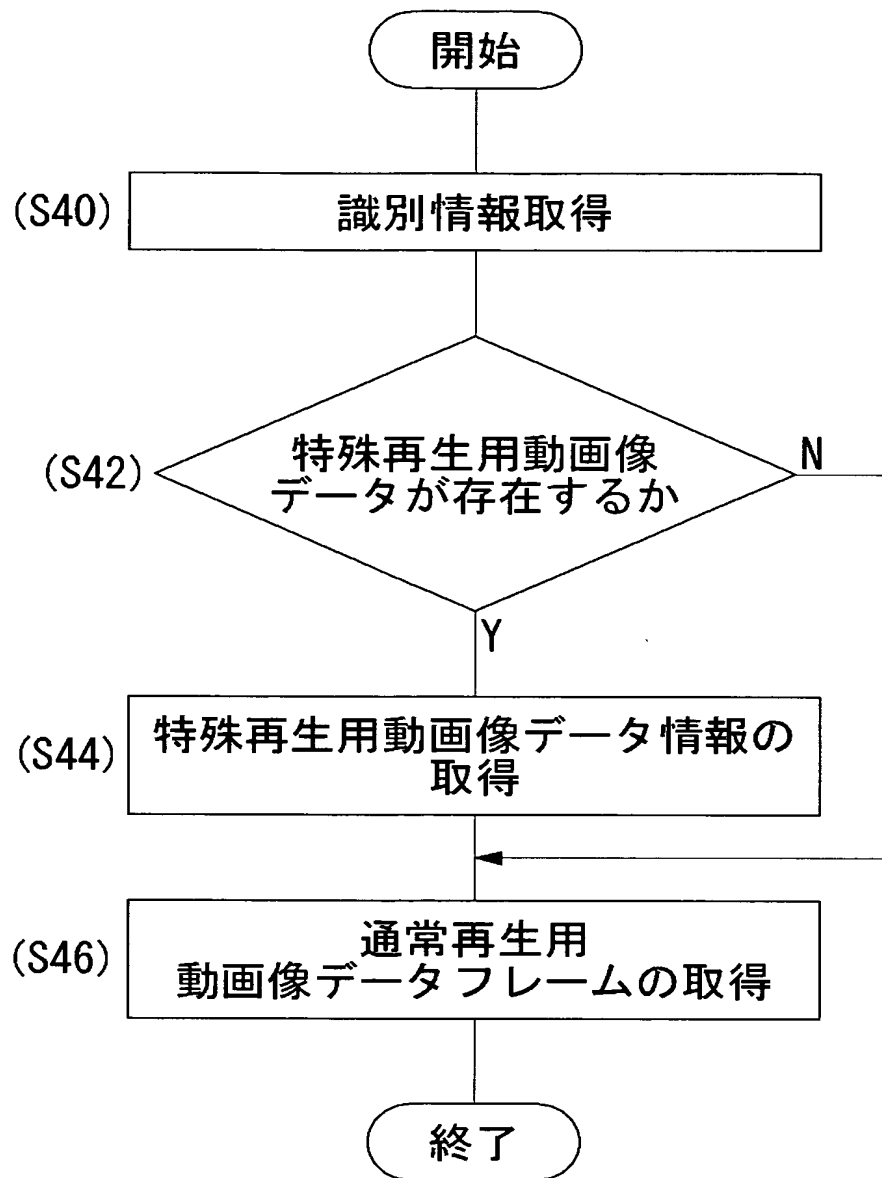 開始
(S40)
識別情報取得
(S42)
特殊再生用動画像
データが存在するか
N
Y
(S44)
特殊再生用動画像データ情報の
取得
(S46)
通常再生用
動画像データフレームの取得
終了